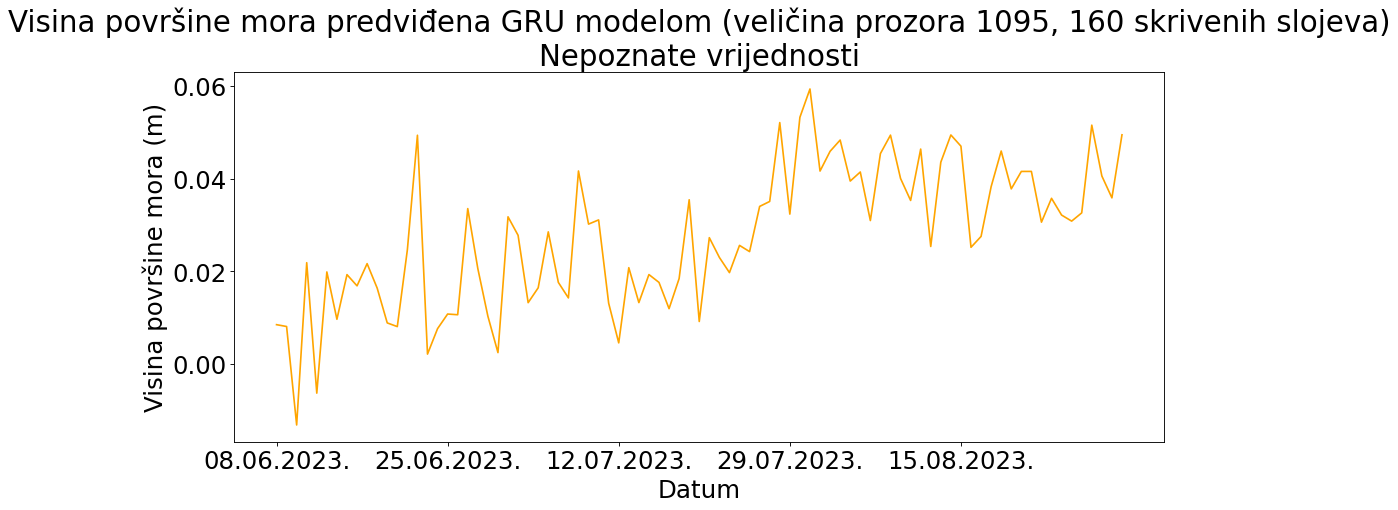 Visina površine mora predviđena GRU modelom (veličina prozora 1095, 160 skrivenih slojeva)
Nepoznate vrijednosti
Visina površine mora (m)
0.06
0.04
0.02
0.00
08.06.2023. 25.06.2023. 12.07.2023. 29.07.2023. 15.08.2023.
Datum